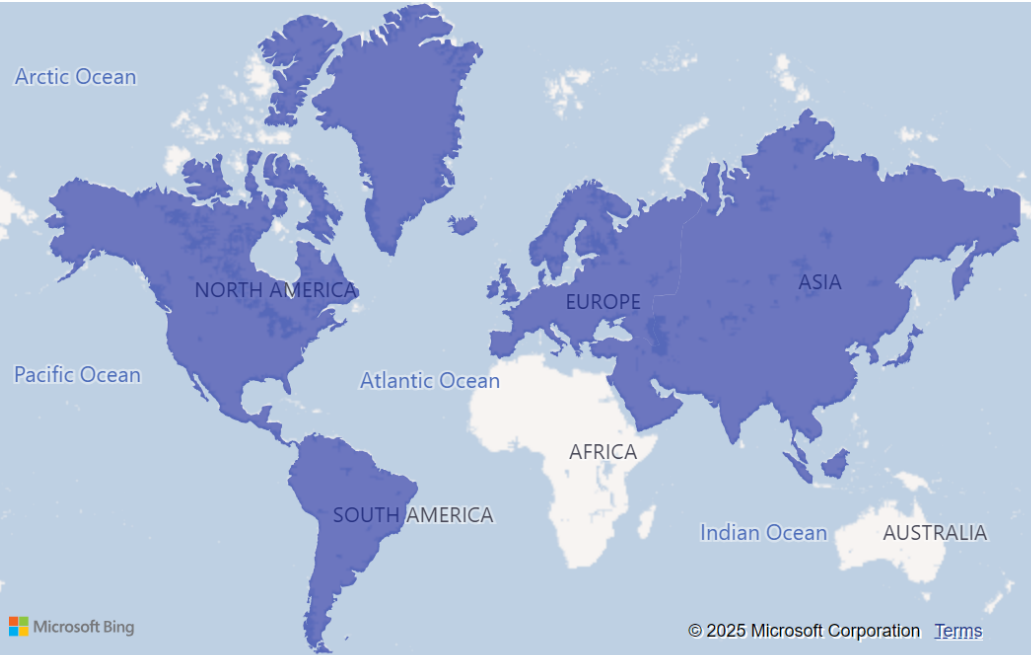 Arctic Ocean
NORTH AMERICA
EUROPE
ASIA
Pacific Ocean
Atlantic Ocean
AFRICA
SOUTH AMERICA
Indian Ocean
AUSTRALIA
Microsoft Bing
© 2025 Microsoft Corporation Terms